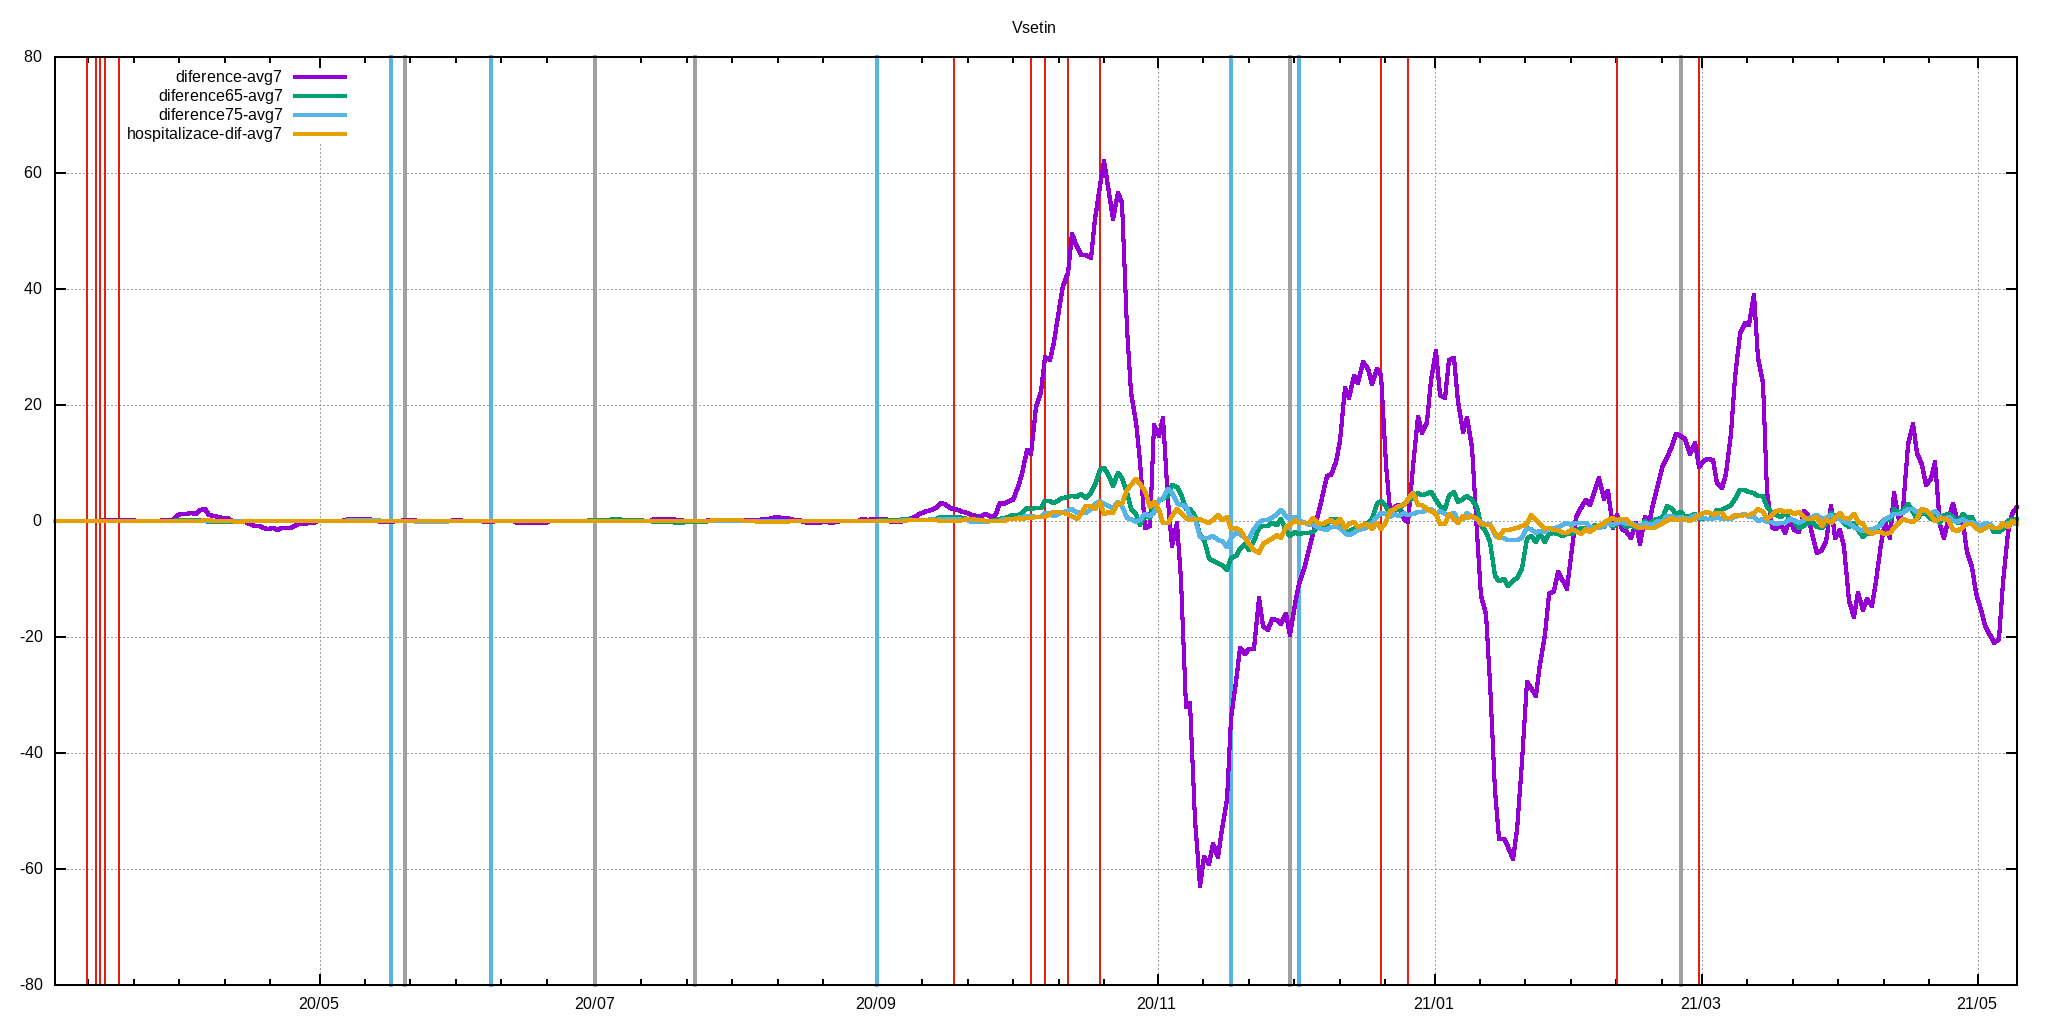 Vsetin
80
diference-avg7
diference65-avg7
diference75-avg7
hospitalizace-dif-avg7
60
40
20
0
-20
-40
-60
-80
20/05 20/07 20/09 20/11 21/01 21/03 21/05